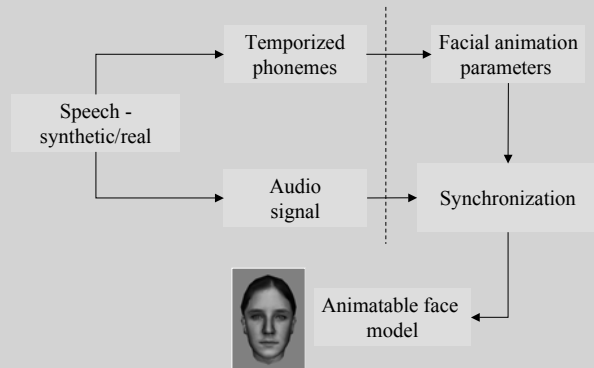 Temporized
phonemes
Facial animation
parameters
Speech -
synthetic/real
Audio
signal
Synchronization
Animatable face
model